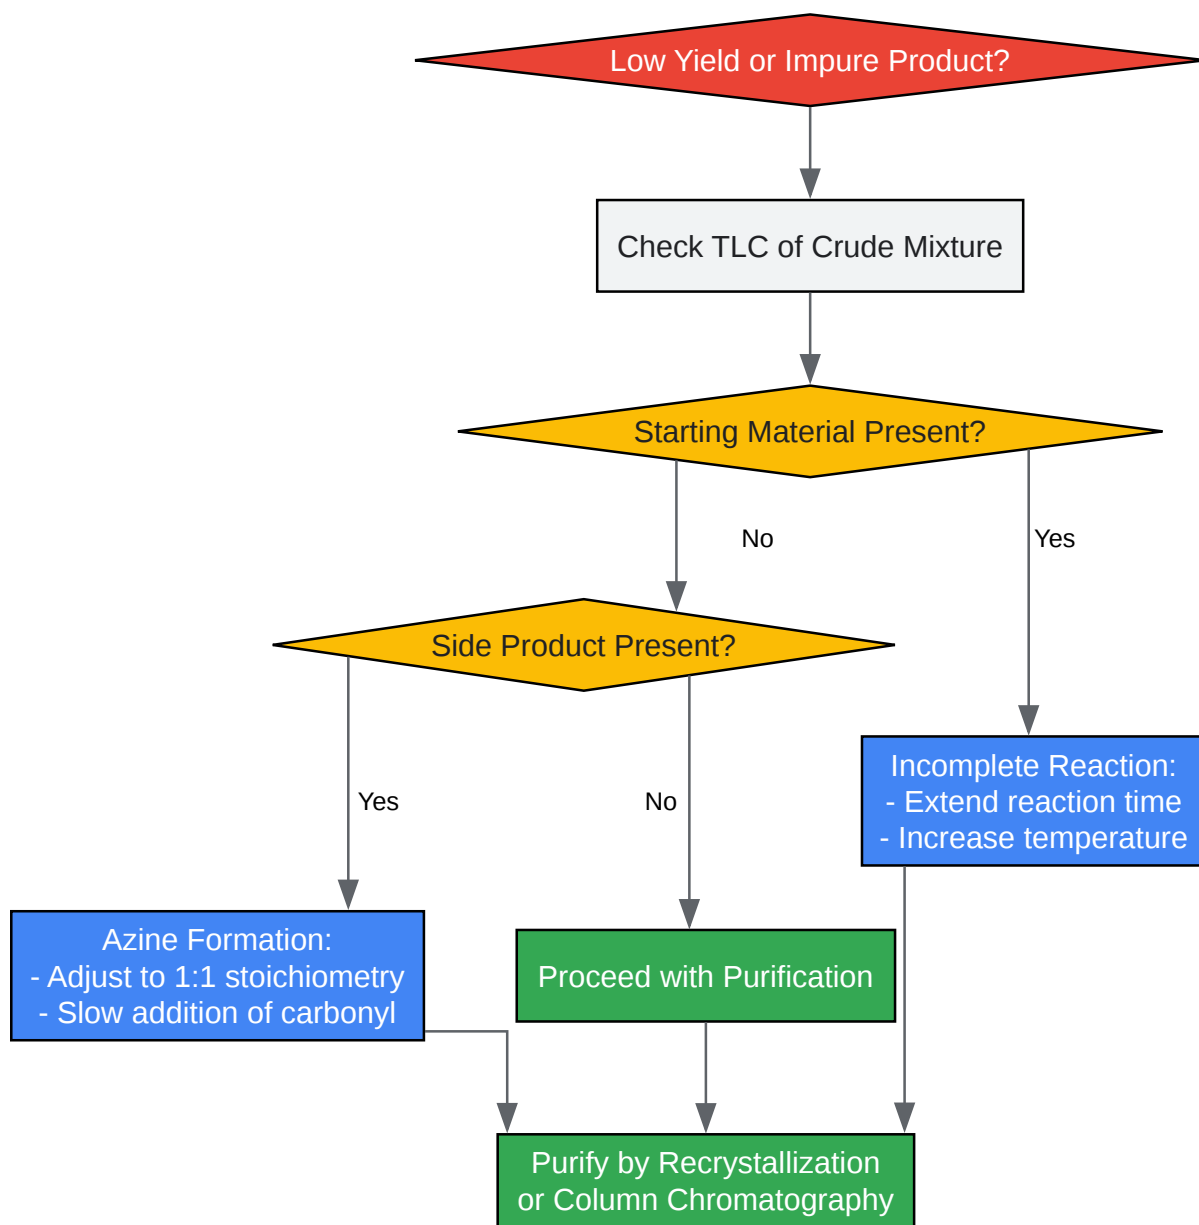 Low Yield or Impure Product?
Check TLC of Crude Mixture
Starting Material Present?
No
Yes
Side Product Present?
Yes
No
Incomplete Reaction:
- Extend reaction time
- Increase temperature
Azine Formation:
- Adjust to 1:1 stoichiometry
- Slow addition of carbonyl
Proceed with Purification
Purify by Recrystallization
or Column Chromatography